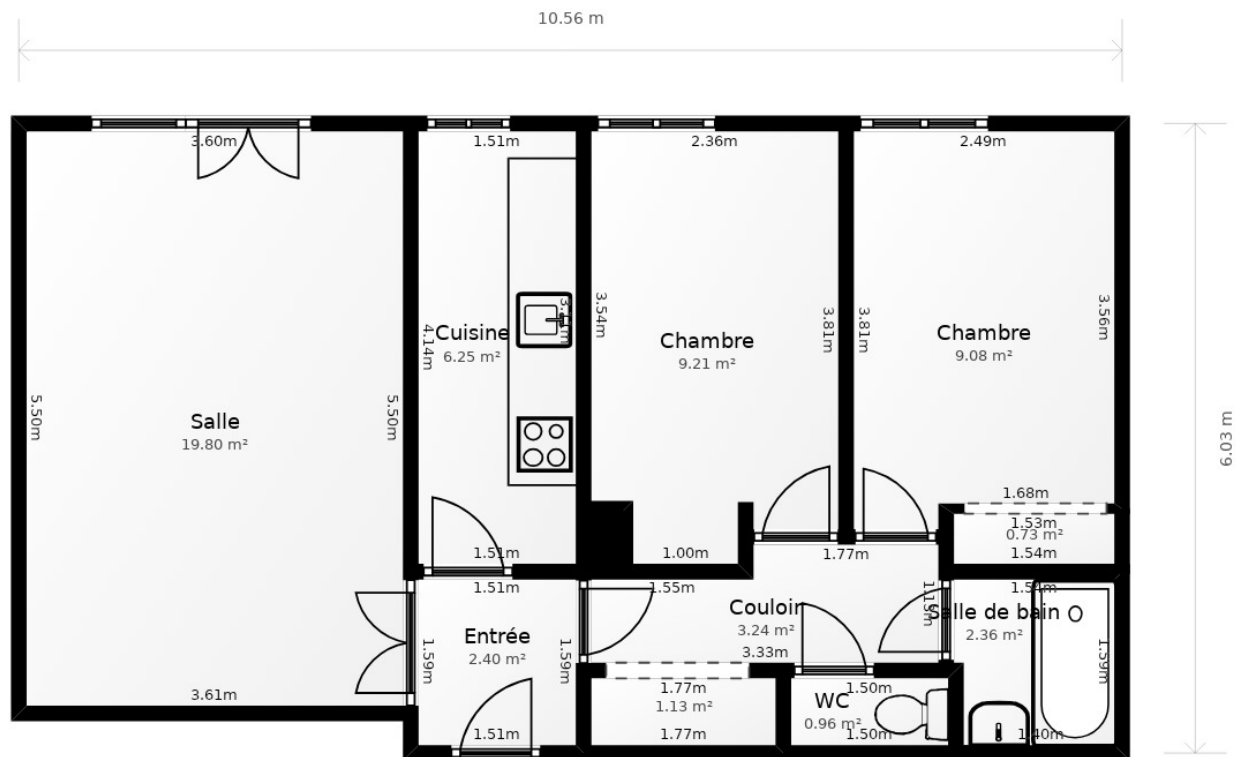 10.56 m
3.60m
1.51m
2.36m
2.49m
6.03 m
5.50m
5.50m
4.14m
3.54m
3.81m
3.81m
3.56m
Cuisine
6.25 m²
Chambre
9.21 m²
Chambre
9.08 m²
Salle
19.80 m²
1.68m
1.53m
0.73 m²
1.54m
1.51m
1.00m
1.77m
1.51m
1.55m
1.13m
Couloir
3.24 m²
3.33m
Salle de bain
2.36 m²
1.59m
Entrée
2.40 m²
1.59m
1.59m
3.61m
1.77m
1.13 m²
1.77m
1.50m
WC
0.96 m²
1.50m
1.51m
1.40m